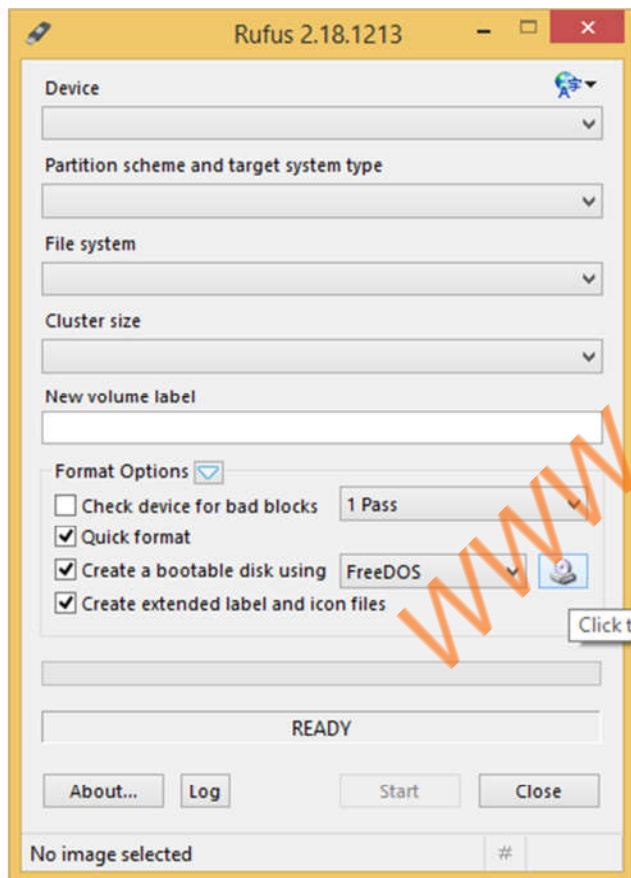 Rufus 2.18.1213
Device
Partition scheme and target system type
File system
Cluster size
New volume label
Format Options
Check device for bad blocks 1 Pass
Quick format
Create a bootable disk using FreeDOS
Create extended label and icon files
Click t
READY
About... Log Start Close
No image selected #
www